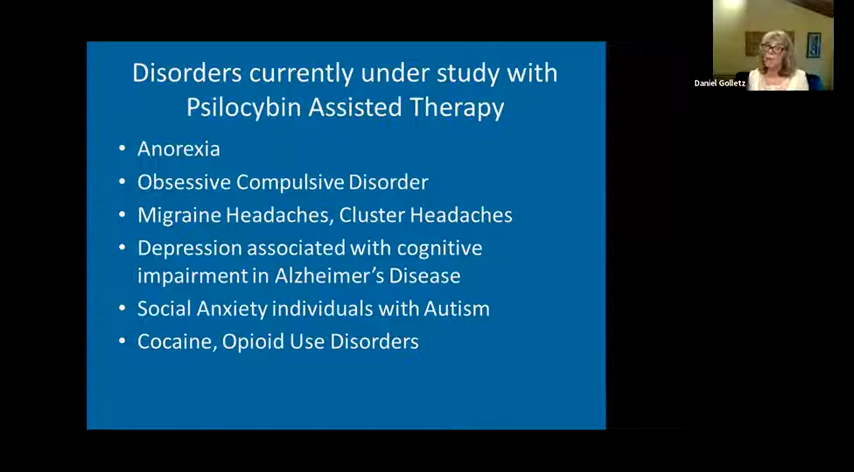 Disorders currently under study with
Psilocybin Assisted Therapy
• Anorexia
• Obsessive Compulsive Disorder
• Migraine Headaches, Cluster Headaches
• Depression associated with cognitive
impairment in Alzheimer's Disease
• Social Anxiety individuals with Autism
• Cocaine, Opioid Use Disorders
Daniel Golletz